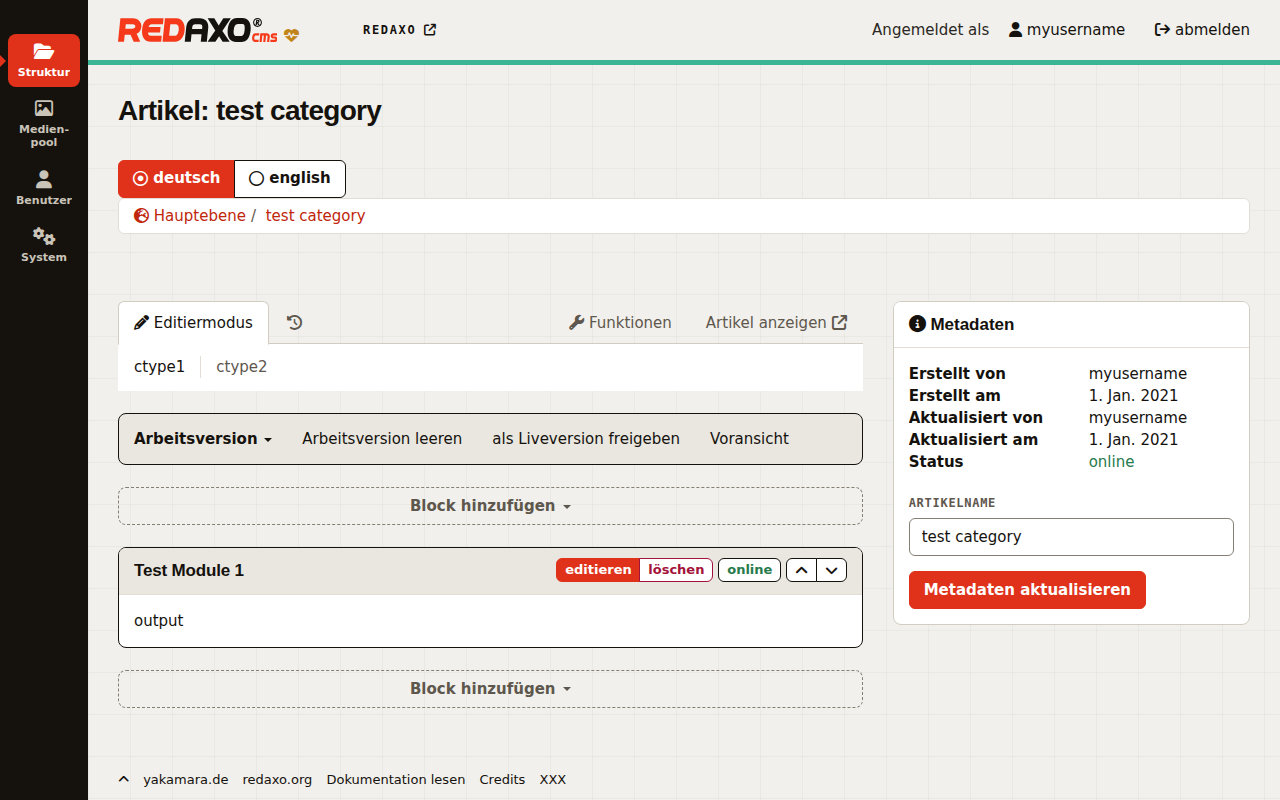 REDAXO® cms
REDAXO
Angemeldet als myusername abmelden
Struktur
Medien-
pool
Benutzer
System
Artikel: test category
deutsch english
Hauptebene / test category
Editiermodus Funktionen Artikel anzeigen
ctype1 ctype2
Arbeitsversion Arbeitsversion leeren als Liveversion freigeben Voransicht
Block hinzufügen
Test Module 1 editieren löschen online
output
Block hinzufügen
Metadaten
Erstellt von myusername
Erstellt am 1. Jan. 2021
Aktualisiert von myusername
Aktualisiert am 1. Jan. 2021
Status online
ARTIKELNAME
test category
Metadaten aktualisieren
yakamara.de redaxo.org Dokumentation lesen Credits XXX